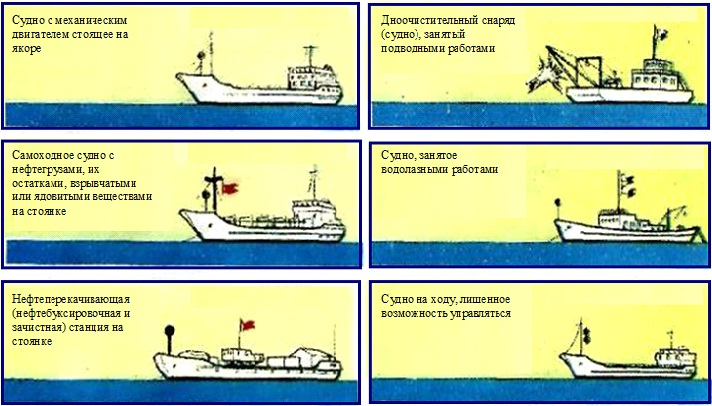 Судно с механическим
двигателем стоящее на
якоре
Дноочистительный снаряд
(судно), занятый
подводными работами
Самоходное судно с
нефтегрузами, их
остатками, взрывчатыми
или ядовитыми веществами
на стоянке
Судно, занятое
водолазными работами
Нефтеперекачивающая
(нефтебуксировочная и
зачистная) станция на
стоянке
Судно на ходу, лишенное
возможность управляться